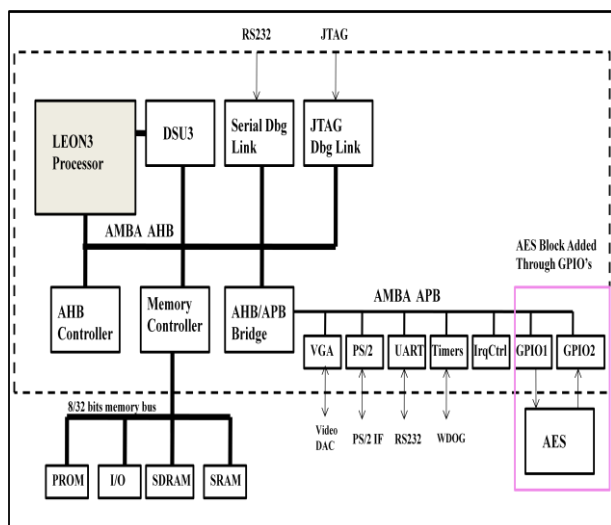 RS232
JTAG
LEON3
Processor
DSU3
Serial Dbg
Link
JTAG
Dbg Link
AMBA AHB
AES Block Added
Through GPIO's
AHB
Controller
Memory
Controller
AHB/APB
Bridge
AMBA APB
VGA
PS/2
UART
Timers
IrqCtrl
GPIO1
GPIO2
8/32 bits memory bus
Video
DAC
PS/2 IF
RS232
WDOG
AES
PROM
I/O
SDRAM
SRAM